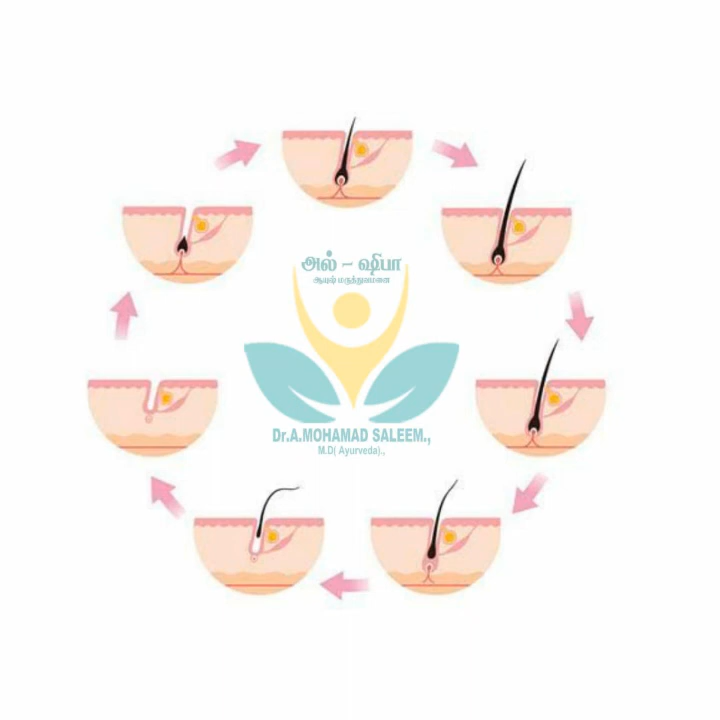 அல் – ஷிபா
ஆயுஷ் மருத்துவமனை
Dr.A.MOHAMAD SALEEM.,
M.D( Ayurveda).,